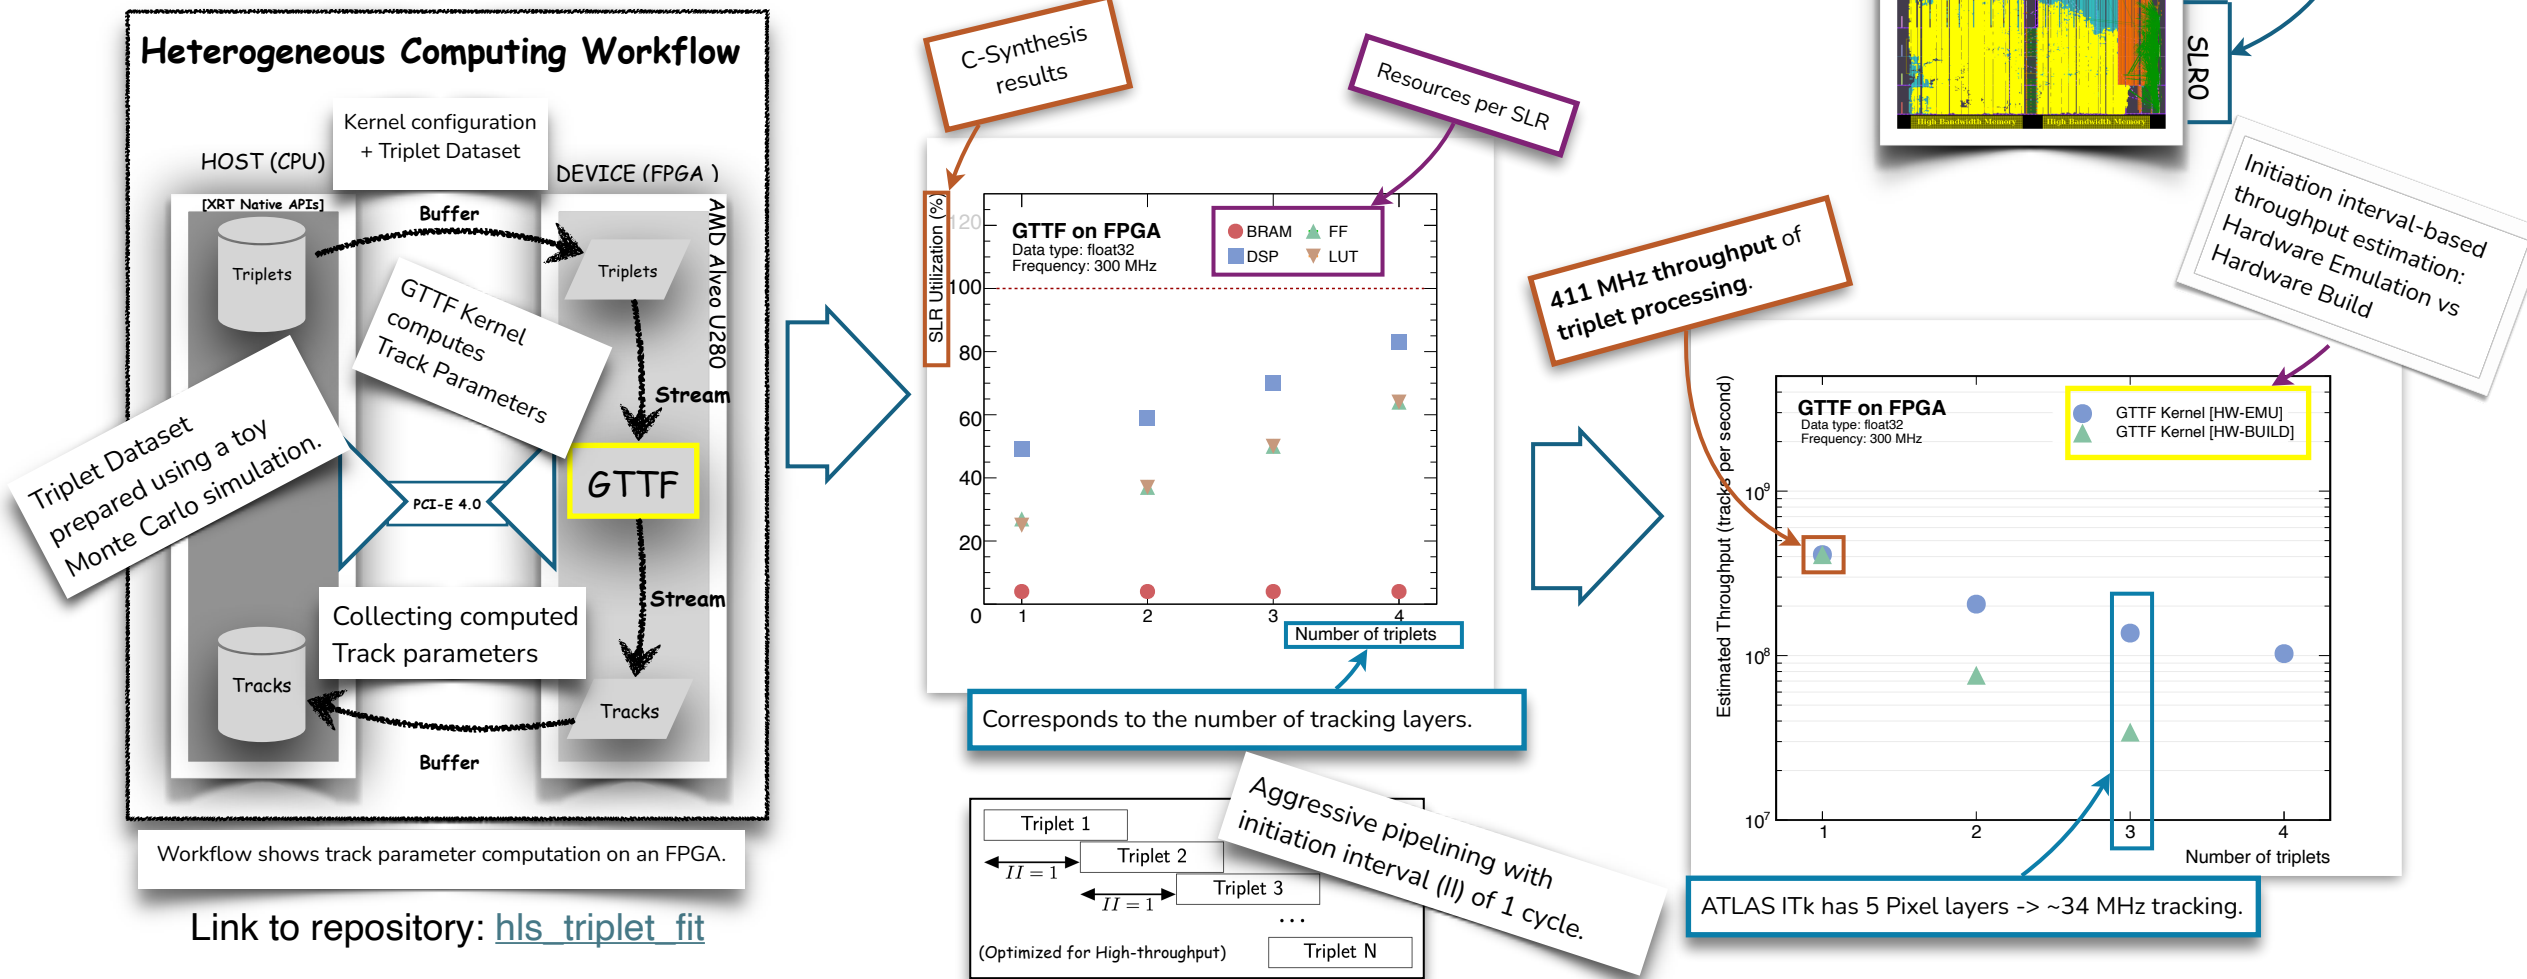 Heterogeneous Computing Workflow
Kernel configuration
+ Triplet Dataset
HOST (CPU)
DEVICE (FPGA )
[XRT Native APIs]
Buffer
AMD Alveo U280
Triplets
Triplets
GTTF Kernel
computes
Track Parameters
Stream
Triplet Dataset
prepared using a toy
Monte Carlo simulation.
PCI-E 4.0
GTTF
Stream
Collecting computed
Track parameters
Tracks
Tracks
Buffer
Workflow shows track parameter computation on an FPGA.
Link to repository: hls_triplet_fit
C-Synthesis
results
Resources per SLR
SLR Utilization (%)
120
100
80
60
40
20
0
GTTF on FPGA
Data type: float32
Frequency: 300 MHz
BRAM
FF
DSP
LUT
1
2
3
4
Number of triplets
Corresponds to the number of tracking layers.
Triplet 1
II = 1
Triplet 2
II = 1
Triplet 3
...
(Optimized for High-throughput)
Triplet N
Aggressive pipelining with
initiation interval (II) of 1 cycle.
High Bandwidth Memory
High Bandwidth Memory
SLR0
Initiation interval-based
throughput estimation:
Hardware Emulation vs
Hardware Build
411 MHz throughput of
triplet processing.
Estimated Throughput (tracks per second)
GTTF on FPGA
Data type: float32
Frequency: 300 MHz
GTTF Kernel [HW-EMU]
GTTF Kernel [HW-BUILD]
10⁹
10⁸
10⁷
1
2
3
4
Number of triplets
ATLAS ITk has 5 Pixel layers -> ~34 MHz tracking.